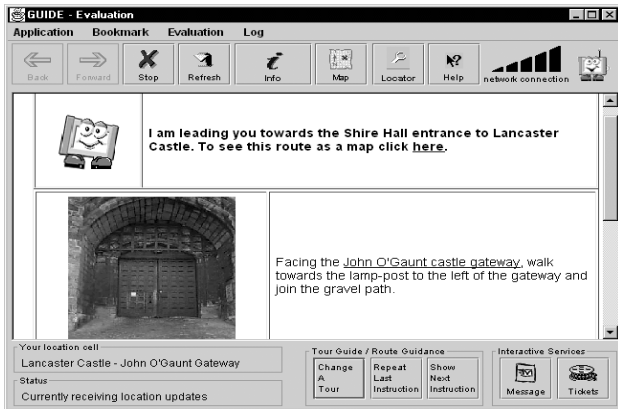 GUIDE - Evaluation
Application Bookmark Evaluation Log
Back Forward Stop Refresh Info Map Locator Help network connection
I am leading you towards the Shire Hall entrance to Lancaster
Castle. To see this route as a map click here.
Facing the John O'Gaunt castle gateway, walk
towards the lamp-post to the left of the gateway and
join the gravel path.
Your location cell
Lancaster Castle - John O'Gaunt Gateway
Status
Currently receiving location updates
Tour Guide / Route Guidance
Change
A
Tour
Repeat
Last
Instruction
Show
Next
Instruction
Interactive Services
Message Tickets